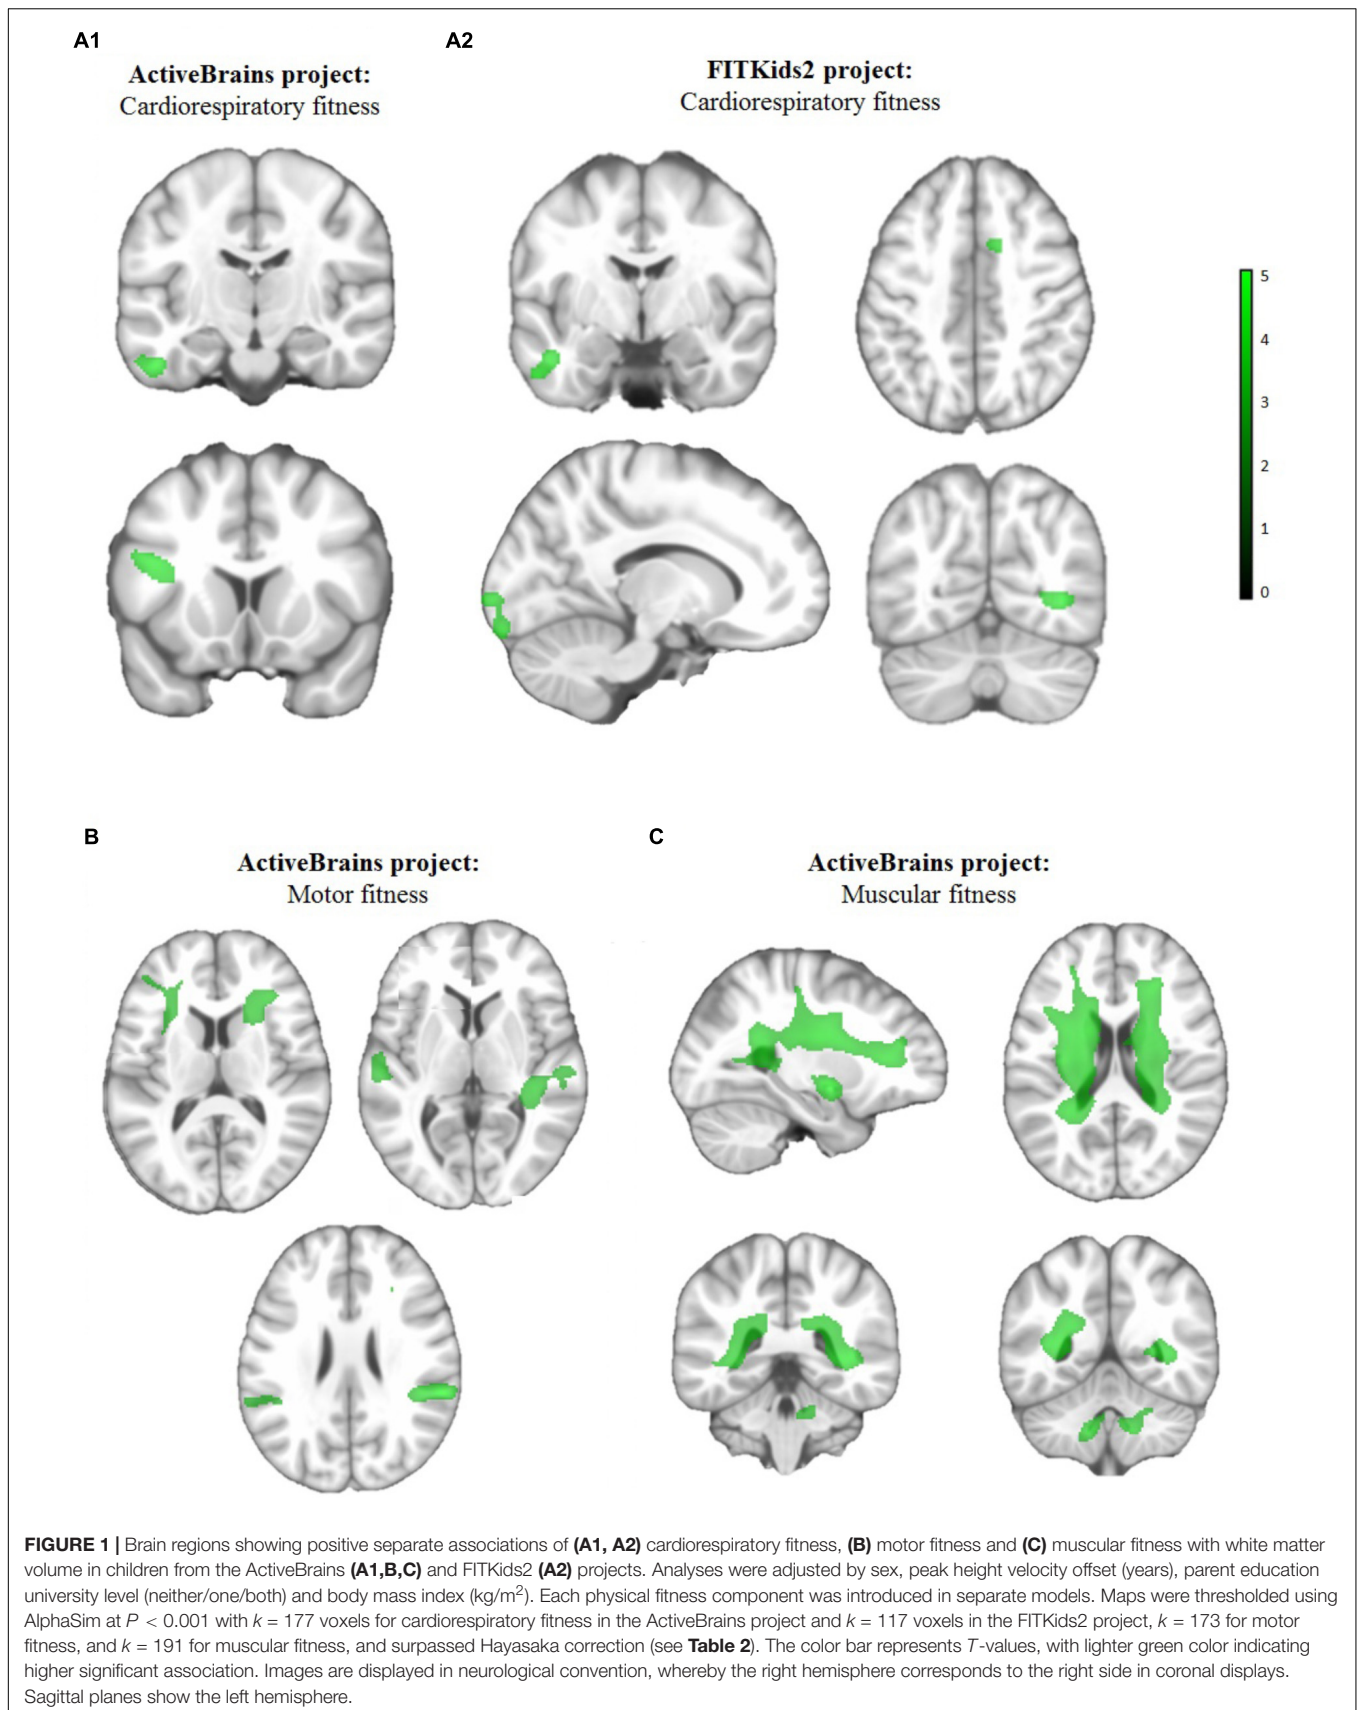 A1
A2
ActiveBrains project:
Cardiorespiratory fitness
FITKids2 project:
Cardiorespiratory fitness
5
4
3
2
1
0
B
C
ActiveBrains project:
Motor fitness
ActiveBrains project:
Muscular fitness
FIGURE 1 | Brain regions showing positive separate associations of (A1, A2) cardiorespiratory fitness, (B) motor fitness and (C) muscular fitness with white matter
volume in children from the ActiveBrains (A1,B,C) and FITKids2 (A2) projects. Analyses were adjusted by sex, peak height velocity offset (years), parent education
university level (neither/one/both) and body mass index (kg/m²). Each physical fitness component was introduced in separate models. Maps were thresholded using
AlphaSim at P < 0.001 with k = 177 voxels for cardiorespiratory fitness in the ActiveBrains project and k = 117 voxels in the FITKids2 project, k = 173 for motor
fitness, and k = 191 for muscular fitness, and surpassed Hayasaka correction (see Table 2). The color bar represents T-values, with lighter green color indicating
higher significant association. Images are displayed in neurological convention, whereby the right hemisphere corresponds to the right side in coronal displays.
Sagittal planes show the left hemisphere.